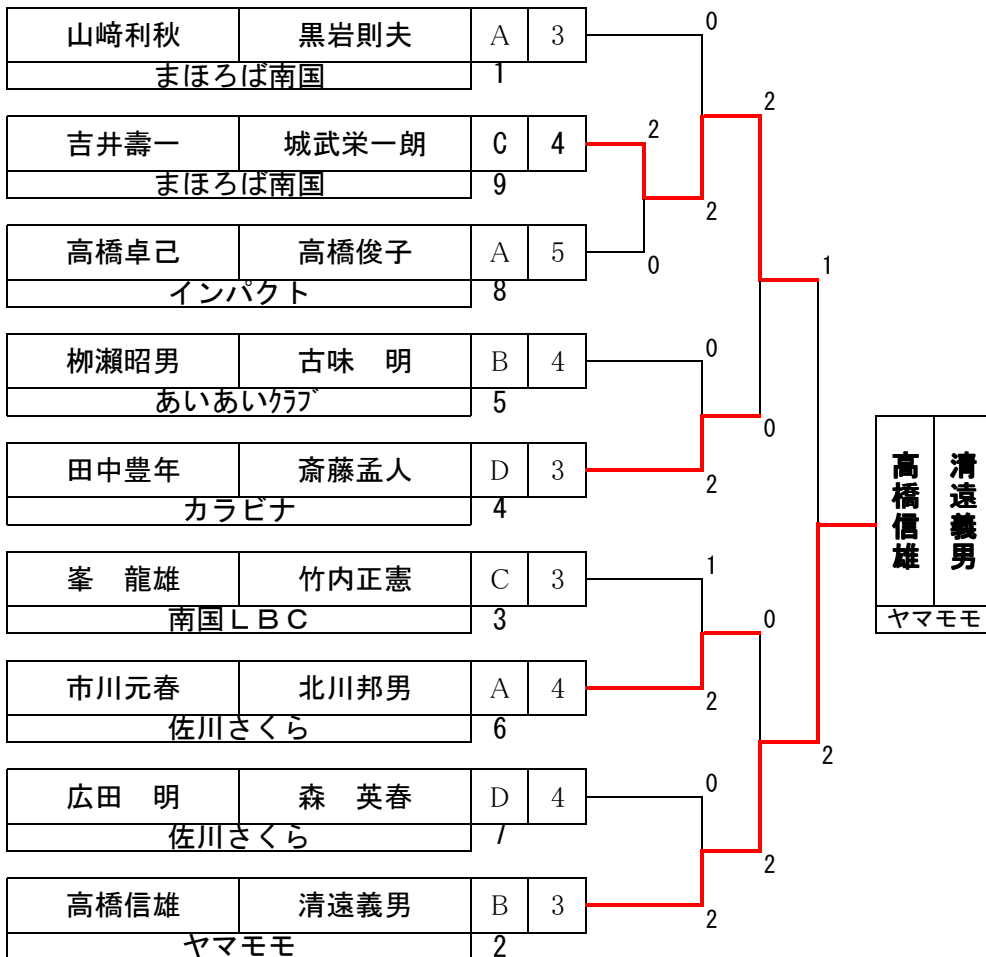 山﨑利秋 黒岩則夫 A 3
まほろば南国 1
0
2
吉井壽一 城武栄一朗 C 4
まほろば南国 9
2
2
高橋卓己 高橋俊子 A 5
インパクト 8
0
1
栁瀨昭男 古味 明 B 4
あいあいｸﾗﾌﾞ 5
0
0
田中豊年 斎藤孟人 D 3
カラビナ 4
2
高橋信雄 清遠義男
ヤマモモ
峯 龍雄 竹内正憲 C 3
南国ＬＢＣ 3
1
0
市川元春 北川邦男 A 4
佐川さくら 6
2
2
広田 明 森 英春 D 4
佐川さくら 7
0
2
高橋信雄 清遠義男 B 3
ヤマモモ 2
2